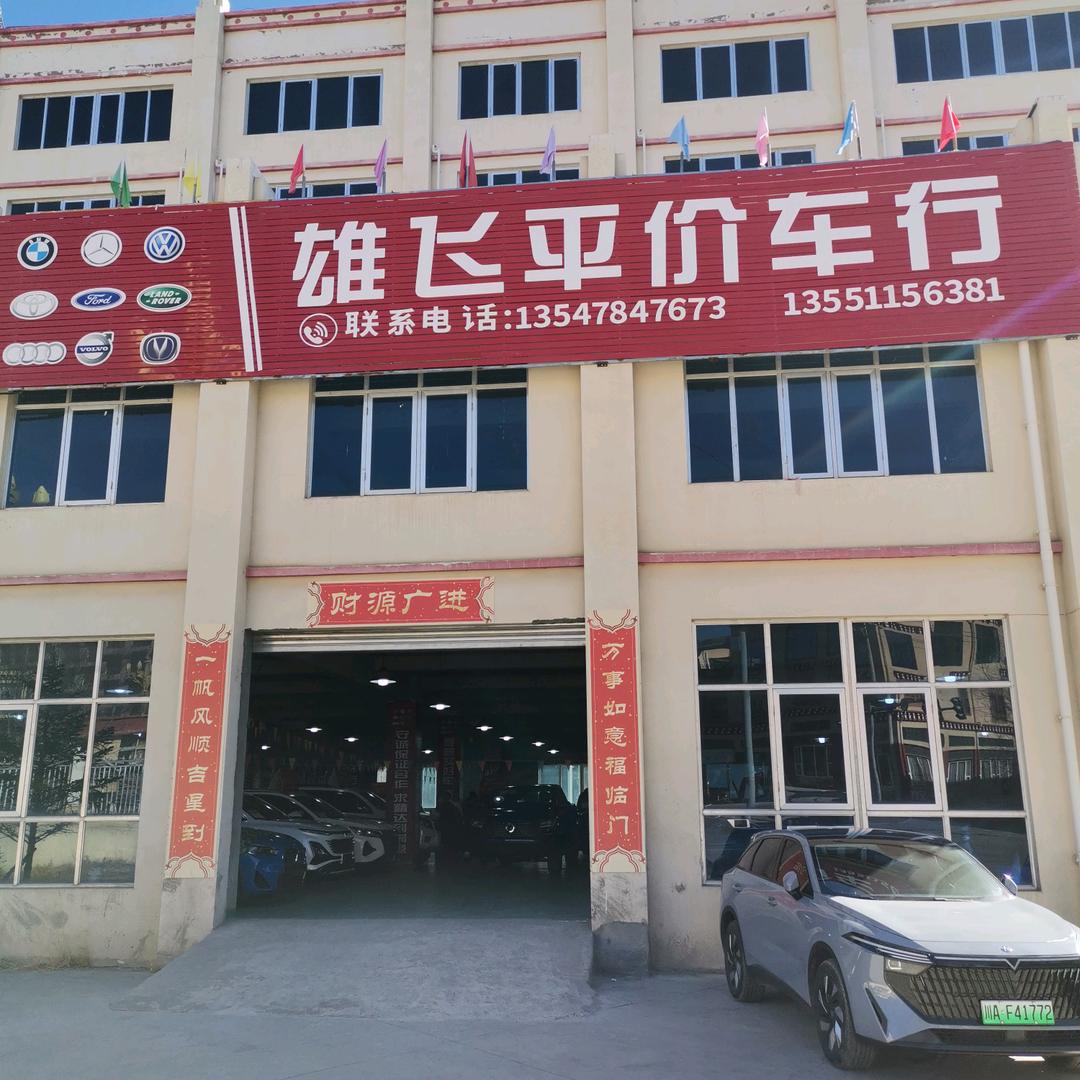 雄飞平价车行
联系电话:13547847673 13551156381
Ford
LAND ROVER
VOLVO
财源广进
一帆风顺吉星到
万事如意福临门
川A·F41772